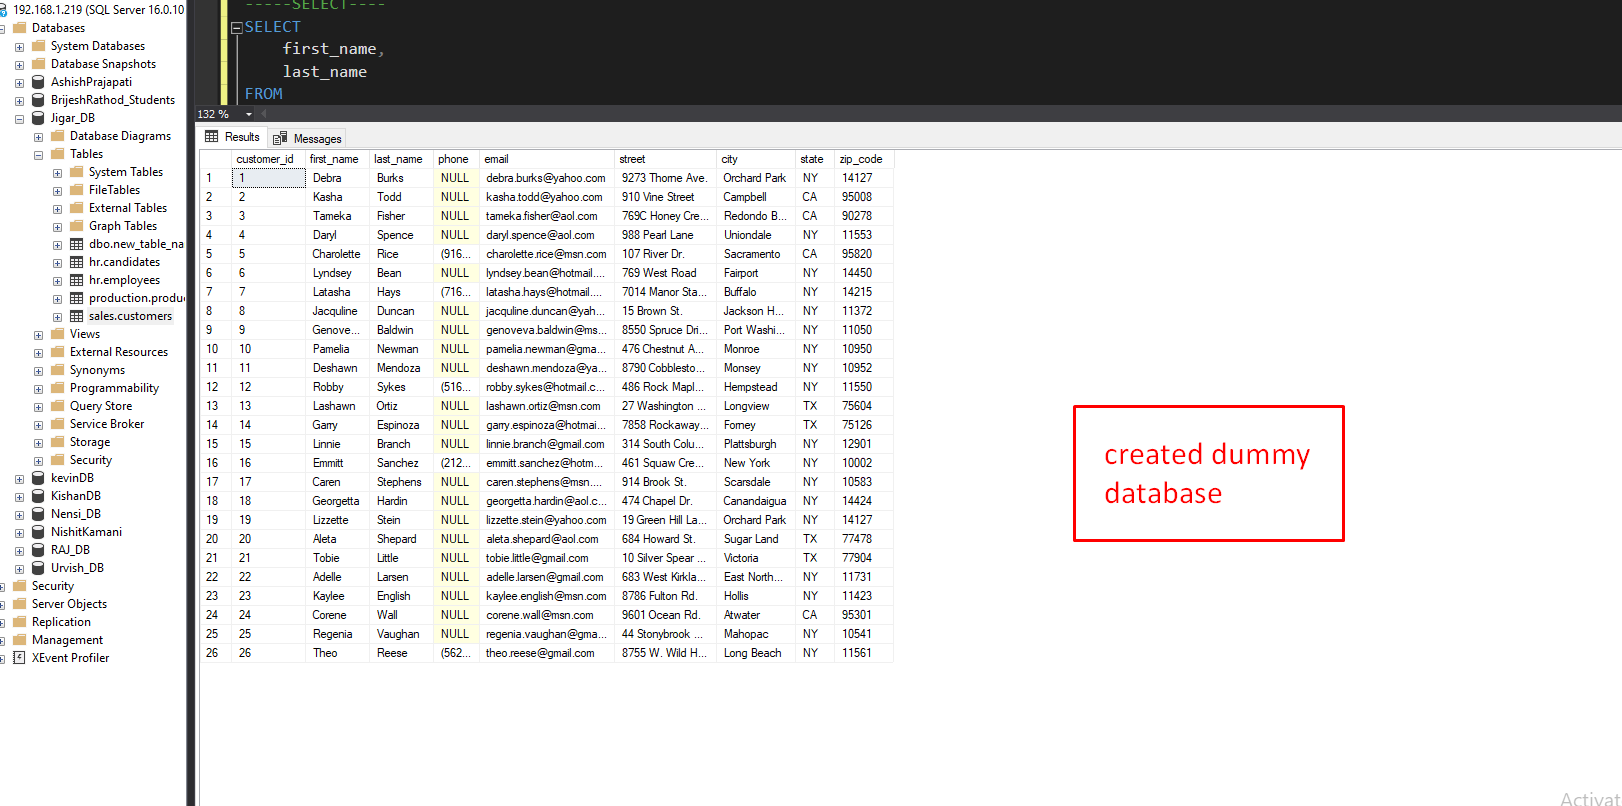 192.168.1.219 (SQL Server 16.0.10
Databases
System Databases
Database Snapshots
AshishPrajapati
BrijeshRathod_Students
Jigar_DB
Database Diagrams
Tables
System Tables
FileTables
External Tables
Graph Tables
dbo.new_table_na
hr.candidates
hr.employees
production.produ
sales.customers
Views
External Resources
Synonyms
Programmability
Query Store
Service Broker
Storage
Security
kevinDB
KishanDB
Nensi_DB
NishitKamani
RAJ_DB
Urvish_DB
Security
Server Objects
Replication
Management
XEvent Profiler
-----SELECT----
SELECT
first_name,
last_name
FROM
132 %
Results Messages
customer_id first_name last_name phone email street city state zip_code
1 1 Debra Burks NULL debra.burks@yahoo.com 9273 Thorne Ave. Orchard Park NY 14127
2 2 Kasha Todd NULL kasha.todd@yahoo.com 910 Vine Street Campbell CA 95008
3 3 Tameka Fisher NULL tameka.fisher@aol.com 769C Honey Cre... Redondo B... CA 90278
4 4 Daryl Spence NULL daryl.spence@aol.com 988 Pearl Lane Uniondale NY 11553
5 5 Charolette Rice (916... charolette.rice@msn.com 107 River Dr. Sacramento CA 95820
6 6 Lyndsey Bean NULL lyndsey.bean@hotmail.... 769 West Road Fairport NY 14450
7 7 Latasha Hays (716... latasha.hays@hotmail.... 7014 Manor Sta... Buffalo NY 14215
8 8 Jacquline Duncan NULL jacquline.duncan@yah... 15 Brown St. Jackson H... NY 11372
9 9 Genove... Baldwin NULL genoveva.baldwin@ms... 8550 Spruce Dri... Port Washi... NY 11050
10 10 Pamelia Newman NULL pamelia.newman@gma... 476 Chestnut A... Monroe NY 10950
11 11 Deshawn Mendoza NULL deshawn.mendoza@ya... 8790 Cobblesto... Monsey NY 10952
12 12 Robby Sykes (516... robby.sykes@hotmail.c... 486 Rock Mapl... Hempstead NY 11550
13 13 Lashawn Ortiz NULL lashawn.ortiz@msn.com 27 Washington ... Longview TX 75604
14 14 Garry Espinoza NULL garry.espinoza@hotmai... 7858 Rockaway... Forney TX 75126
15 15 Linnie Branch NULL linnie.branch@gmail.com 314 South Colu... Plattsburgh NY 12901
16 16 Emmitt Sanchez (212... emmitt.sanchez@hotm... 461 Squaw Cre... New York NY 10002
17 17 Caren Stephens NULL caren.stephens@msn.... 914 Brook St. Scarsdale NY 10583
18 18 Georgetta Hardin NULL georgetta.hardin@aol.c... 474 Chapel Dr. Canandaigua NY 14424
19 19 Lizzette Stein NULL lizzette.stein@yahoo.com 19 Green Hill La... Orchard Park NY 14127
20 20 Aleta Shepard NULL aleta.shepard@aol.com 684 Howard St. Sugar Land TX 77478
21 21 Tobie Little NULL tobie.little@gmail.com 10 Silver Spear ... Victoria TX 77904
22 22 Adelle Larsen NULL adelle.larsen@gmail.com 683 West Kirkla... East North... NY 11731
23 23 Kaylee English NULL kaylee.english@msn.com 8786 Fulton Rd. Hollis NY 11423
24 24 Corene Wall NULL corene.wall@msn.com 9601 Ocean Rd. Atwater CA 95301
25 25 Regenia Vaughan NULL regenia.vaughan@gma... 44 Stonybrook ... Mahopac NY 10541
26 26 Theo Reese (562... theo.reese@gmail.com 8755 W. Wild H... Long Beach NY 11561
created dummy
database
Activat